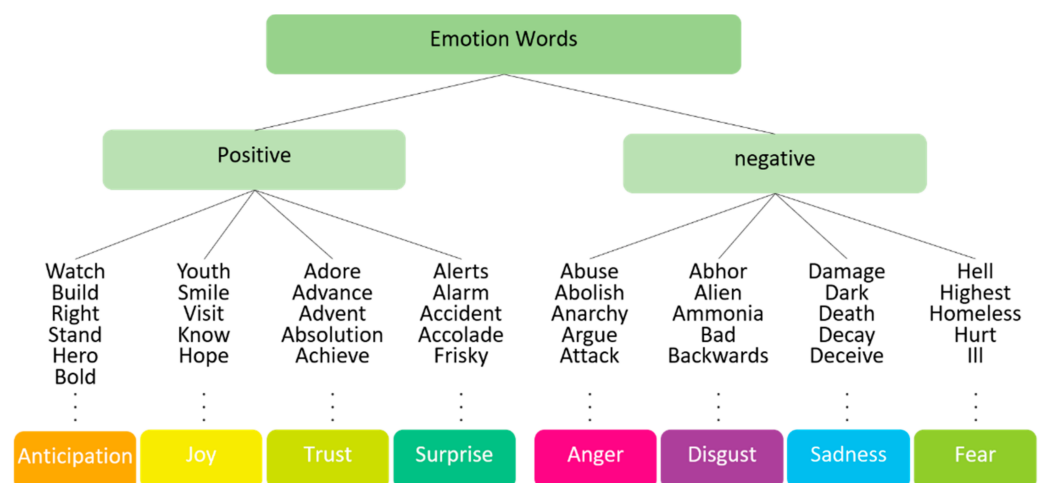 Emotion Words
Positive
negative
Watch
Build
Right
Stand
Hero
Bold
Youth
Smile
Visit
Know
Hope
Adore
Advance
Advent
Absolution
Achieve
Alerts
Alarm
Accident
Accolade
Frisky
Abuse
Abolish
Anarchy
Argue
Attack
Abhor
Alien
Ammonia
Bad
Backwards
Damage
Dark
Death
Decay
Deceive
Hell
Highest
Homeless
Hurt
Ill
Anticipation
Joy
Trust
Surprise
Anger
Disgust
Sadness
Fear